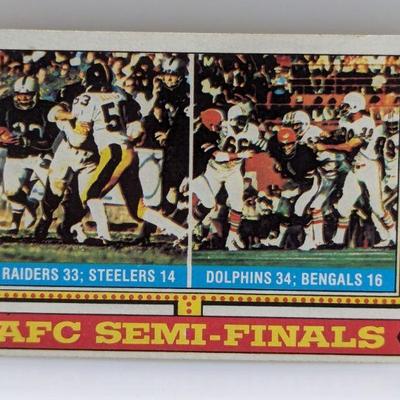 RAIDERS 33; STEELERS 14
DOLPHINS 34; BENGALS 16
AFC SEMI-FINALS